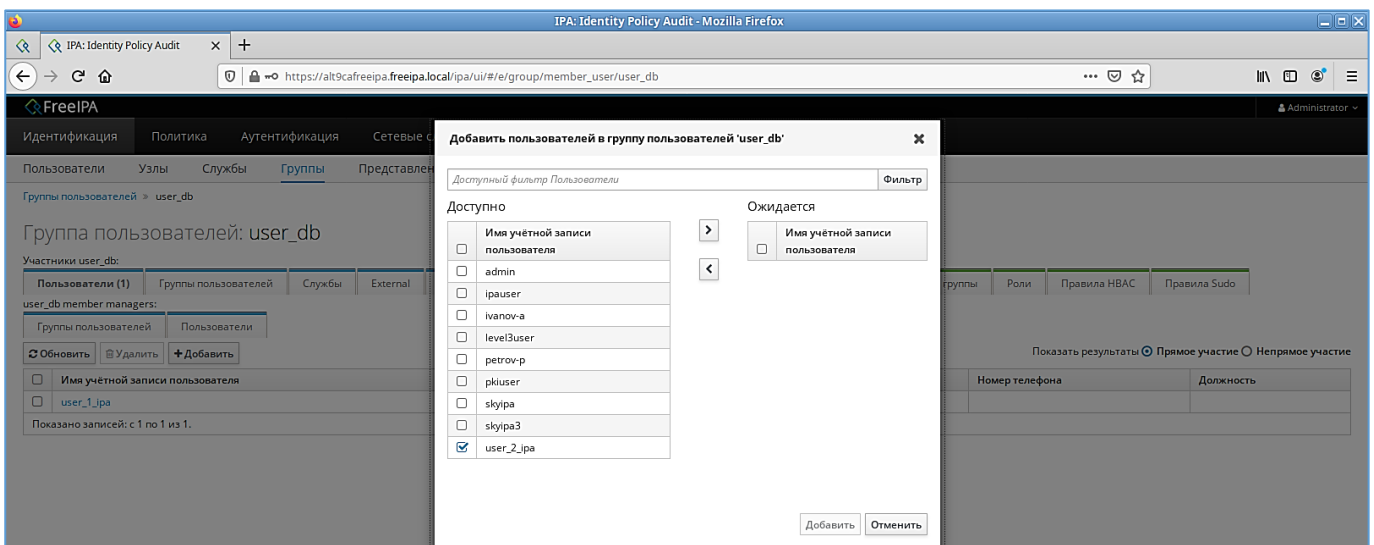 IPA: Identity Policy Audit - Mozilla Firefox
IPA: Identity Policy Audit
https://alt9cafreeipa.freeipa.local/ipa/ui/#/e/group/member_user/user_db
FreeIPA
Administrator
Идентификация Политика Аутентификация Сетевые с
Пользователи Узлы Службы Группы Представлен
Группы пользователей » user_db
Группа пользователей: user_db
Участники user_db:
Пользователи (1) Группы пользователей Службы External
группы Роли Правила HBAC Правила Sudo
user_db member managers:
Группы пользователей Пользователи
Обновить Удалить Добавить
Показать результаты Прямое участие Непрямое участие
Имя учётной записи пользователя Номер телефона Должность
user_1_ipa
Показано записей: с 1 по 1 из 1.
Добавить пользователей в группу пользователей 'user_db'
Доступный фильтр Пользователи Фильтр
Доступно
Имя учётной записи
пользователя
admin
ipauser
ivanov-a
level3user
petrov-p
pkiuser
skyipa
skyipa3
user_2_ipa
Ожидается
Имя учётной записи
пользователя
Добавить Отменить